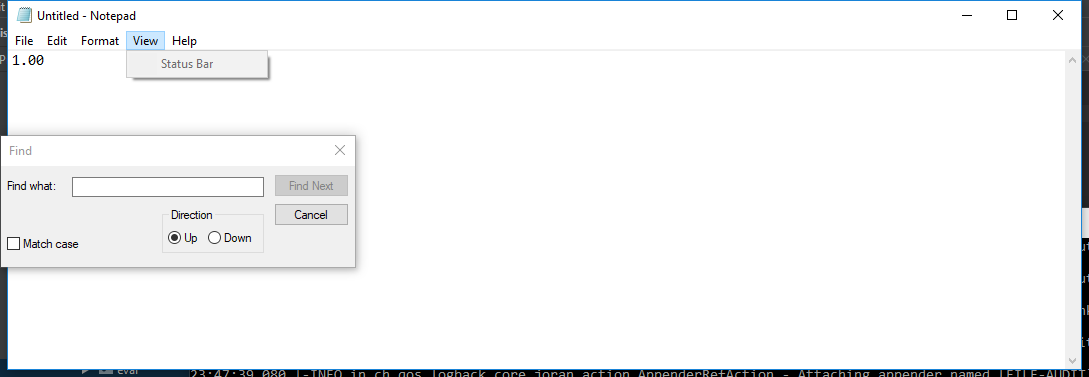 Untitled - Notepad
File Edit Format View Help
1.00
Status Bar
Find
Find what:
Find Next
Cancel
Direction
Up Down
Match case
eval
23:47:39,080 |-INFO in ch.qos.logback.core.joran.action.AppenderRefAction - Attaching appender named [FILE-AUDIT